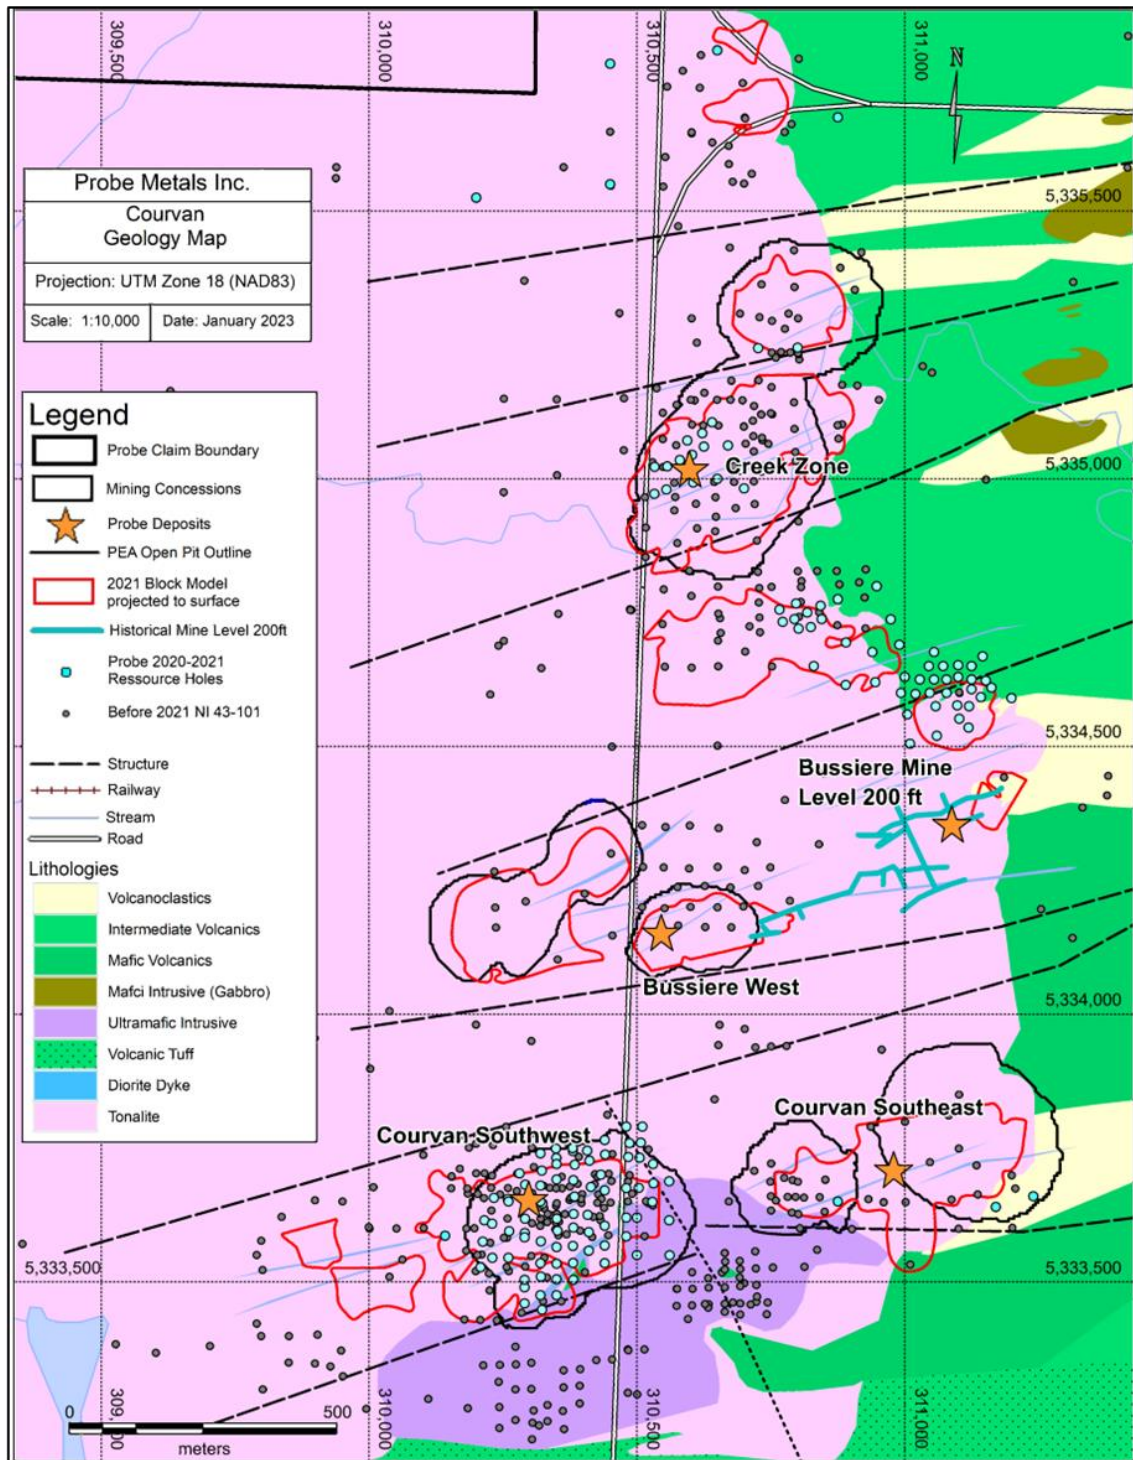 309,500
310,000
310,500
311,000
N
Probe Metals Inc.
Courvan
Geology Map
Projection: UTM Zone 18 (NAD83)
Scale: 1:10,000
Date: January 2023
5,335,500
Legend
Probe Claim Boundary
Mining Concessions
Probe Deposits
PEA Open Pit Outline
2021 Block Model
projected to surface
Historical Mine Level 200ft
Probe 2020-2021
Ressource Holes
Before 2021 NI 43-101
Structure
Railway
Stream
Road
Lithologies
Volcanoclastics
Intermediate Volcanics
Mafic Volcanics
Mafci Intrusive (Gabbro)
Ultramafic Intrusive
Volcanic Tuff
Diorite Dyke
Tonalite
Creek Zone
5,335,000
5,334,500
Bussiere Mine
Level 200 ft
Bussiere West
5,334,000
Courvan Southeast
Courvan Southwest
5,333,500
5,333,500
0
500
meters
310,000
310,500
311,000